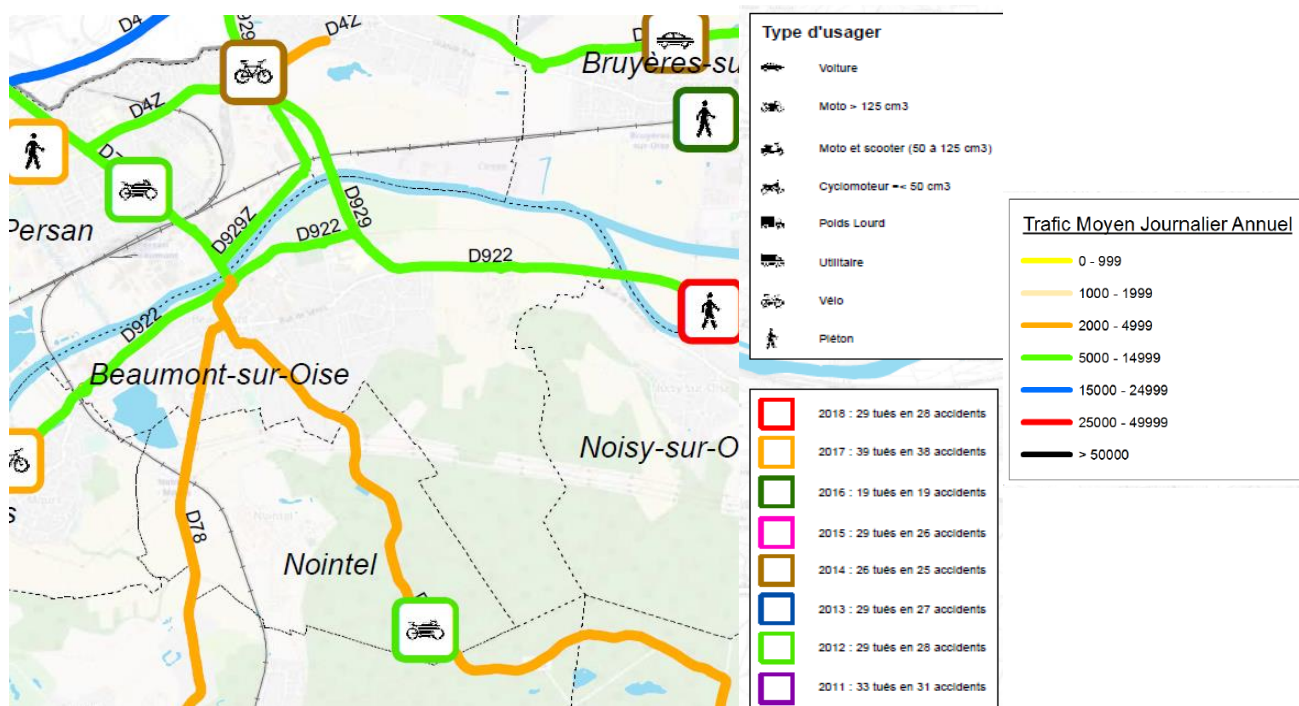 D4
929
D4Z
D
Bruyères-su
D4Z
D
Persan
D929Z
D929
D922
D922
D922
Beaumont-sur-Oise
Noisy-sur-O
s
D78
Nointel
Type d'usager
Voiture
Moto > 125 cm3
Moto et scooter (50 à 125 cm3)
Cyclomoteur =< 50 cm3
Poids Lourd
Utilitaire
Vélo
Piéton
2018 : 29 tués en 28 accidents
2017 : 39 tués en 38 accidents
2016 : 19 tués en 19 accidents
2015 : 29 tués en 26 accidents
2014 : 26 tués en 25 accidents
2013 : 29 tués en 27 accidents
2012 : 29 tués en 28 accidents
2011 : 33 tués en 31 accidents
Trafic Moyen Journalier Annuel
0 - 999
1000 - 1999
2000 - 4999
5000 - 14999
15000 - 24999
25000 - 49999
> 50000